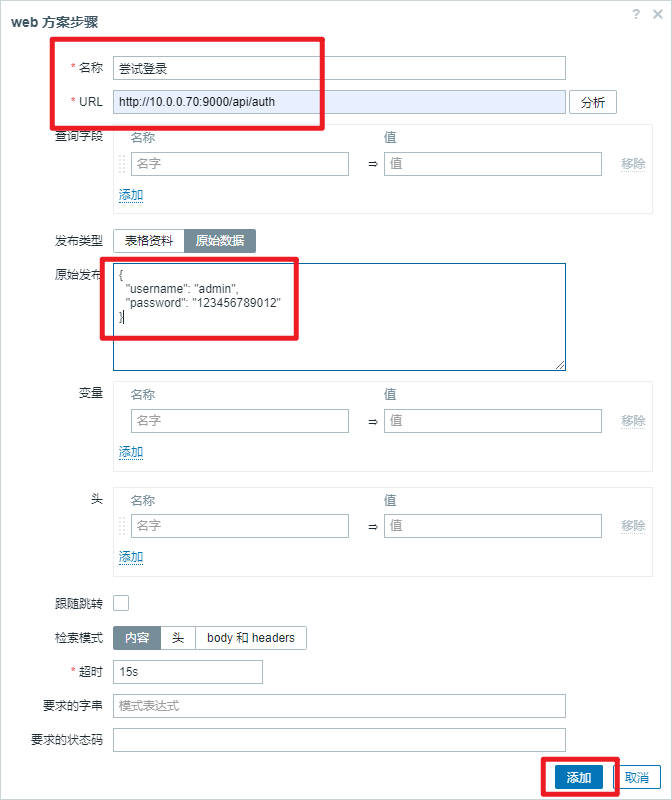 web 方案步骤
? ×
* 名称 尝试登录
* URL http://10.0.0.70:9000/api/auth 分析
查询字段 名称 值
名字 ⇒ 值 移除
添加
发布类型 表格资料 原始数据
原始发布 {
"username": "admin",
"password": "123456789012"
}
变量 名称 值
名字 ⇒ 值 移除
添加
头 名称 值
名字 ⇒ 值 移除
添加
跟随跳转
检索模式 内容 头 body 和 headers
* 超时 15s
要求的字串 模式表达式
要求的状态码
添加 取消